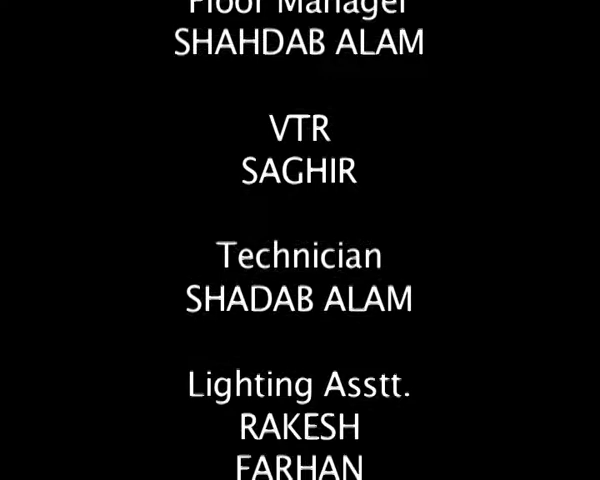 Floor Manager
SHAHDAB ALAM
VTR
SAGHIR
Technician
SHADAB ALAM
Lighting Asstt.
RAKESH
FARHAN